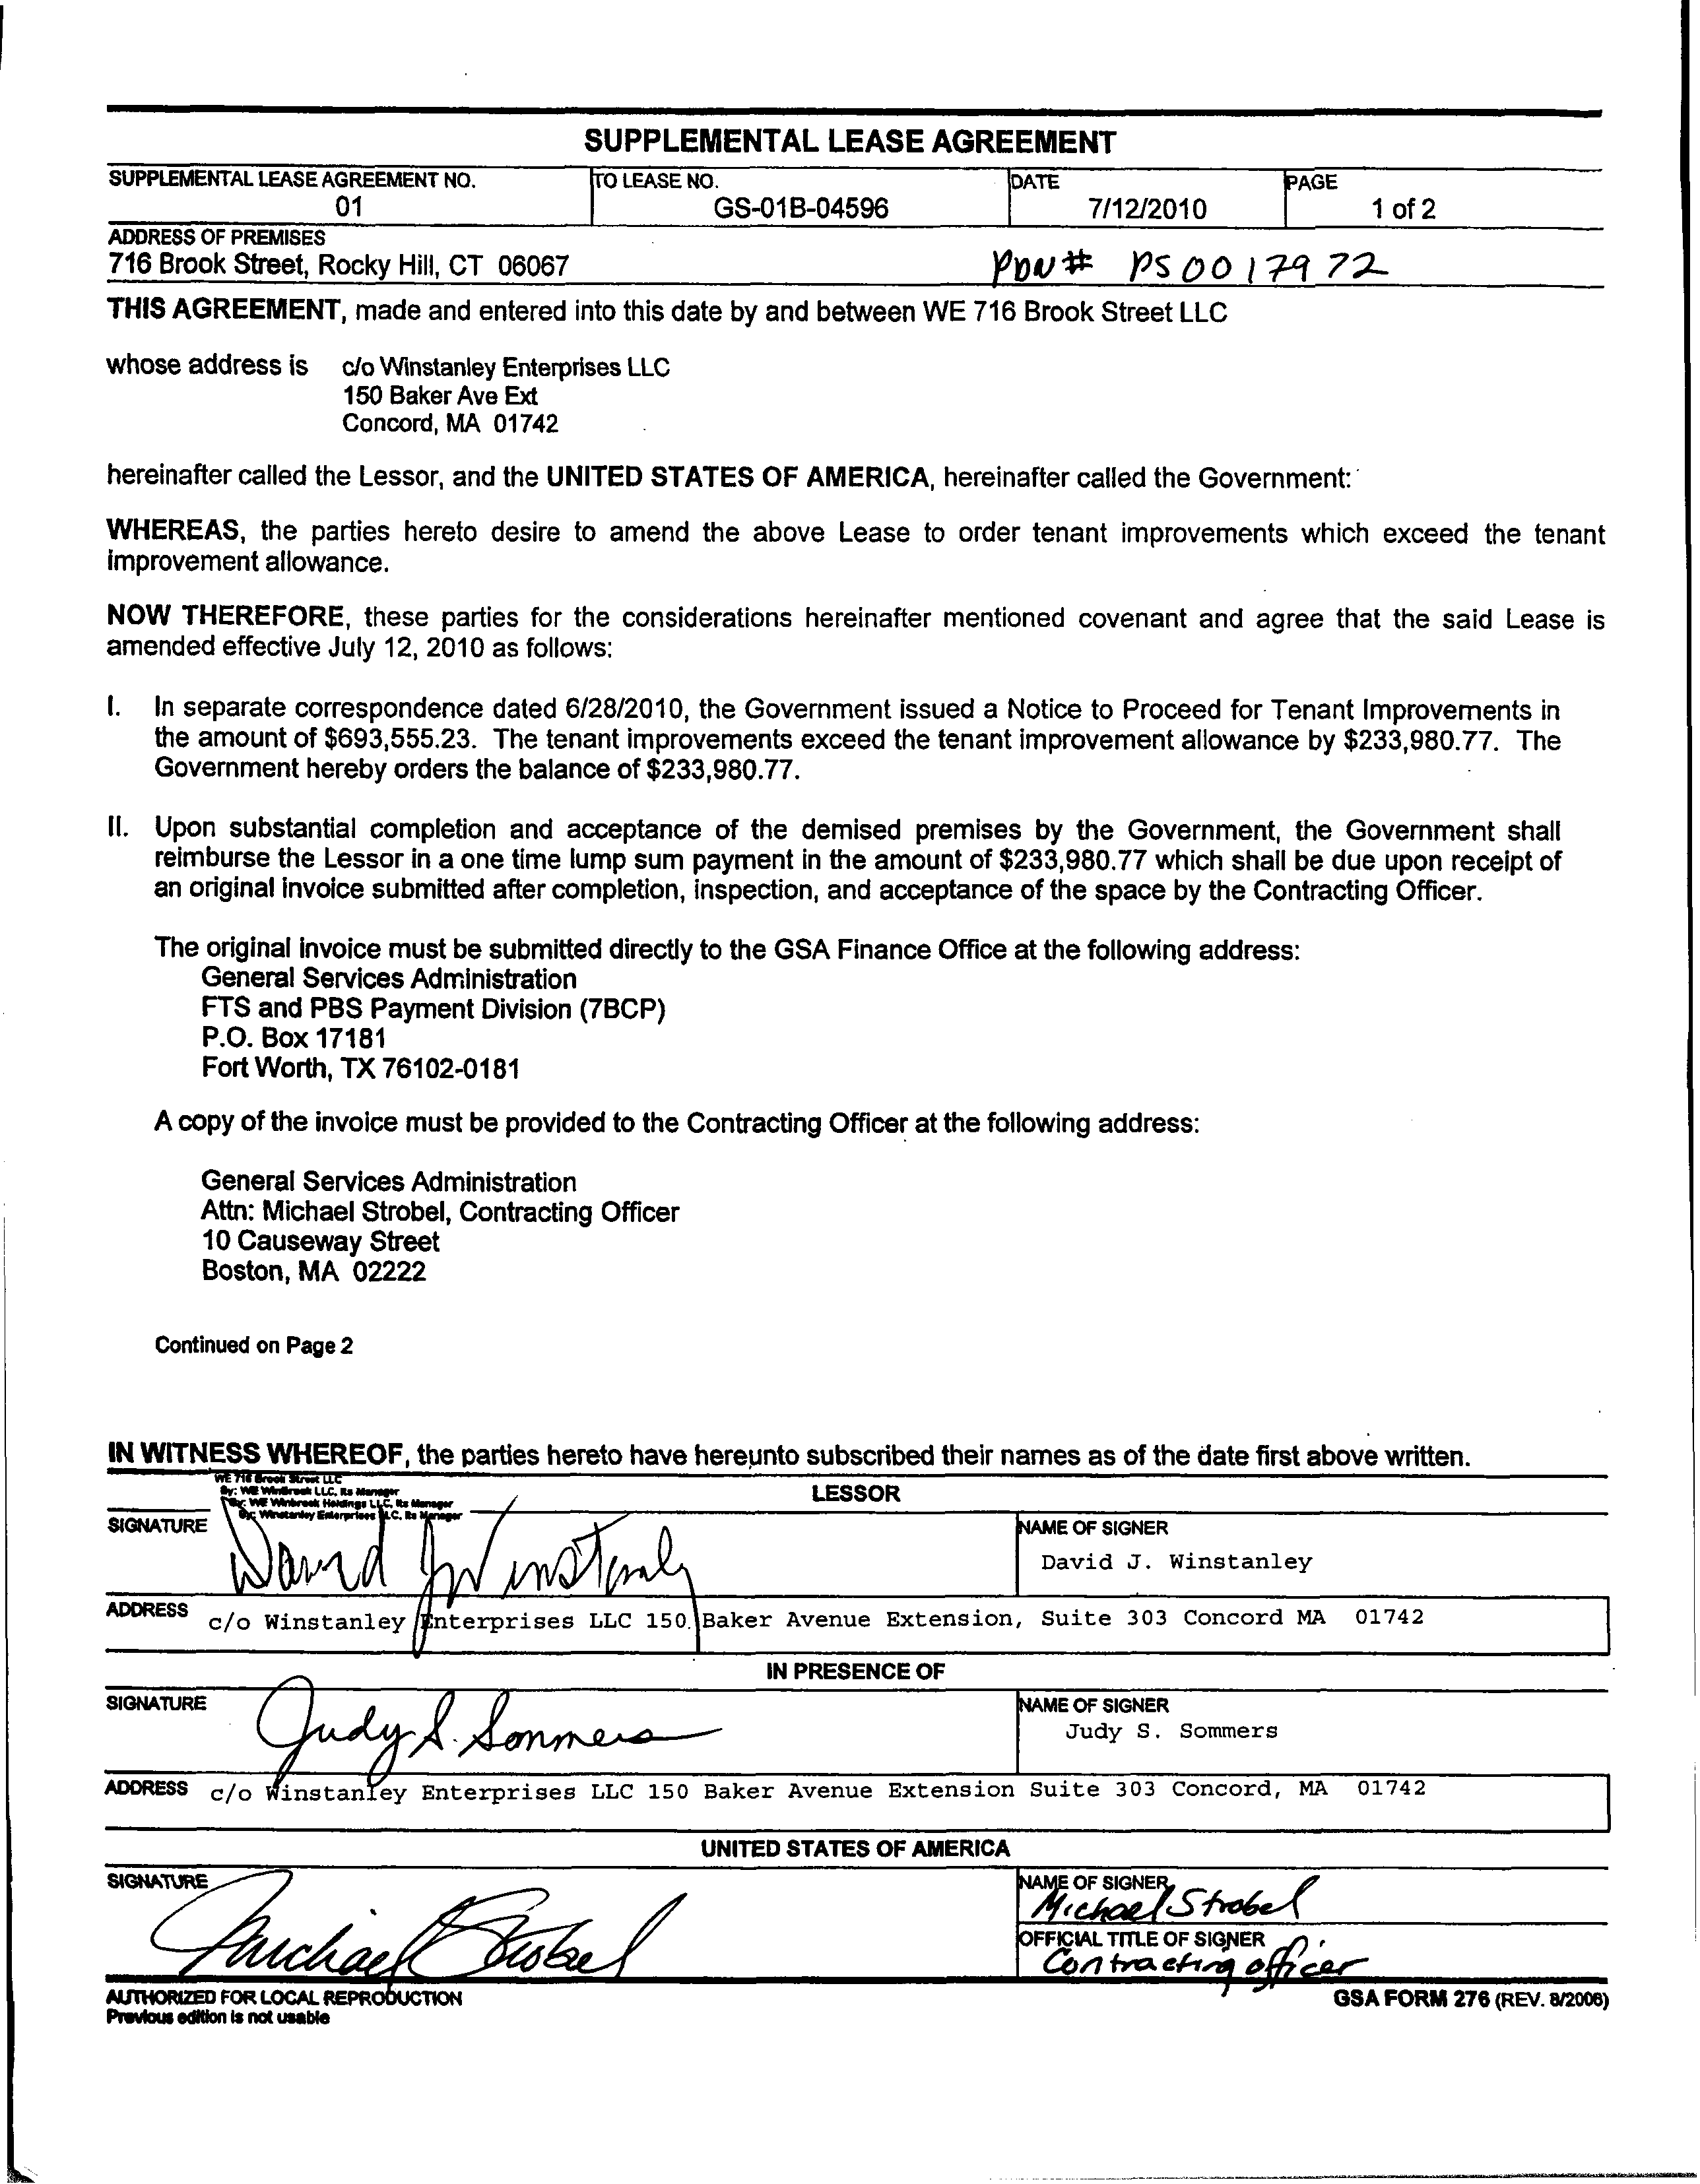 SUPPLEMENTAL LEASE AGREEMENT
SUPPLEMENTAL LEASE AGREEMENT NO. TO LEASE NO. DATE PAGE
01 GS-01B-04596 7/12/2010 1 of 2
ADDRESS OF PREMISES
716 Brook Street, Rocky Hill, CT 06067 PDN# PS0017972
THIS AGREEMENT, made and entered into this date by and between WE 716 Brook Street LLC
whose address is c/o Winstanley Enterprises LLC
150 Baker Ave Ext
Concord, MA 01742
hereinafter called the Lessor, and the UNITED STATES OF AMERICA, hereinafter called the Government:
WHEREAS, the parties hereto desire to amend the above Lease to order tenant improvements which exceed the tenant
improvement allowance.
NOW THEREFORE, these parties for the considerations hereinafter mentioned covenant and agree that the said Lease is
amended effective July 12, 2010 as follows:
I. In separate correspondence dated 6/28/2010, the Government issued a Notice to Proceed for Tenant Improvements in
the amount of $693,555.23. The tenant improvements exceed the tenant improvement allowance by $233,980.77. The
Government hereby orders the balance of $233,980.77.
II. Upon substantial completion and acceptance of the demised premises by the Government, the Government shall
reimburse the Lessor in a one time lump sum payment in the amount of $233,980.77 which shall be due upon receipt of
an original invoice submitted after completion, inspection, and acceptance of the space by the Contracting Officer.
The original invoice must be submitted directly to the GSA Finance Office at the following address:
General Services Administration
FTS and PBS Payment Division (7BCP)
P.O. Box 17181
Fort Worth, TX 76102-0181
A copy of the invoice must be provided to the Contracting Officer at the following address:
General Services Administration
Attn: Michael Strobel, Contracting Officer
10 Causeway Street
Boston, MA 02222
Continued on Page 2
IN WITNESS WHEREOF, the parties hereto have hereunto subscribed their names as of the date first above written.
WE 716 Brook Street LLC
By: WE Winbrook LLC, its Manager
By: WE Winbrook Holdings LLC, its Manager
By: Winstanley Enterprises LLC, its Manager
LESSOR
SIGNATURE David J Winstanley NAME OF SIGNER
David J. Winstanley
ADDRESS c/o Winstanley Enterprises LLC 150 Baker Avenue Extension, Suite 303 Concord MA 01742
IN PRESENCE OF
SIGNATURE Judy S. Sommers NAME OF SIGNER
Judy S. Sommers
ADDRESS c/o Winstanley Enterprises LLC 150 Baker Avenue Extension Suite 303 Concord, MA 01742
UNITED STATES OF AMERICA
SIGNATURE Michael Strobel NAME OF SIGNER
Michael Strobel
OFFICIAL TITLE OF SIGNER
Contracting officer
AUTHORIZED FOR LOCAL REPRODUCTION
Previous edition is not usable
GSA FORM 276 (REV. 8/2006)